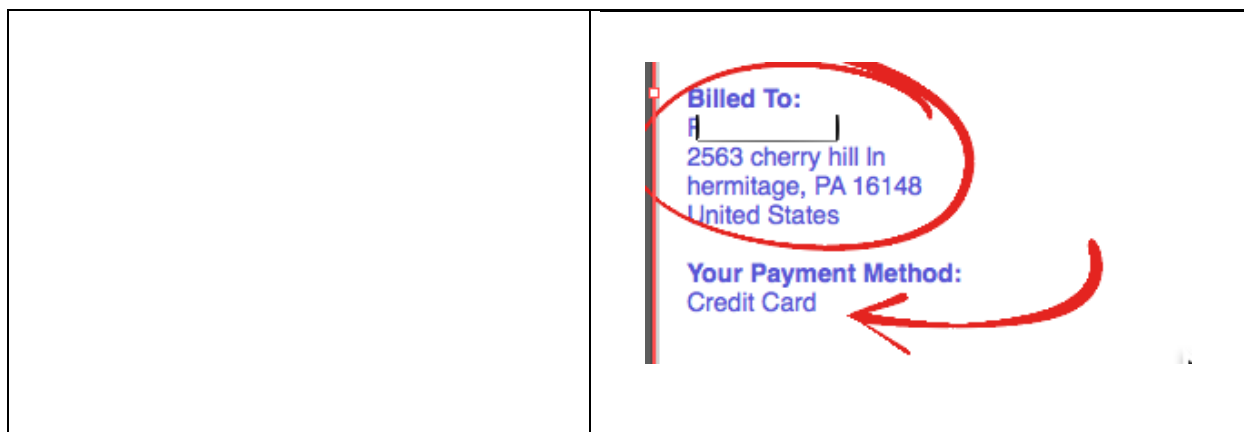 Billed To:
2563 cherry hill ln
hermitage, PA 16148
United States
Your Payment Method:
Credit Card